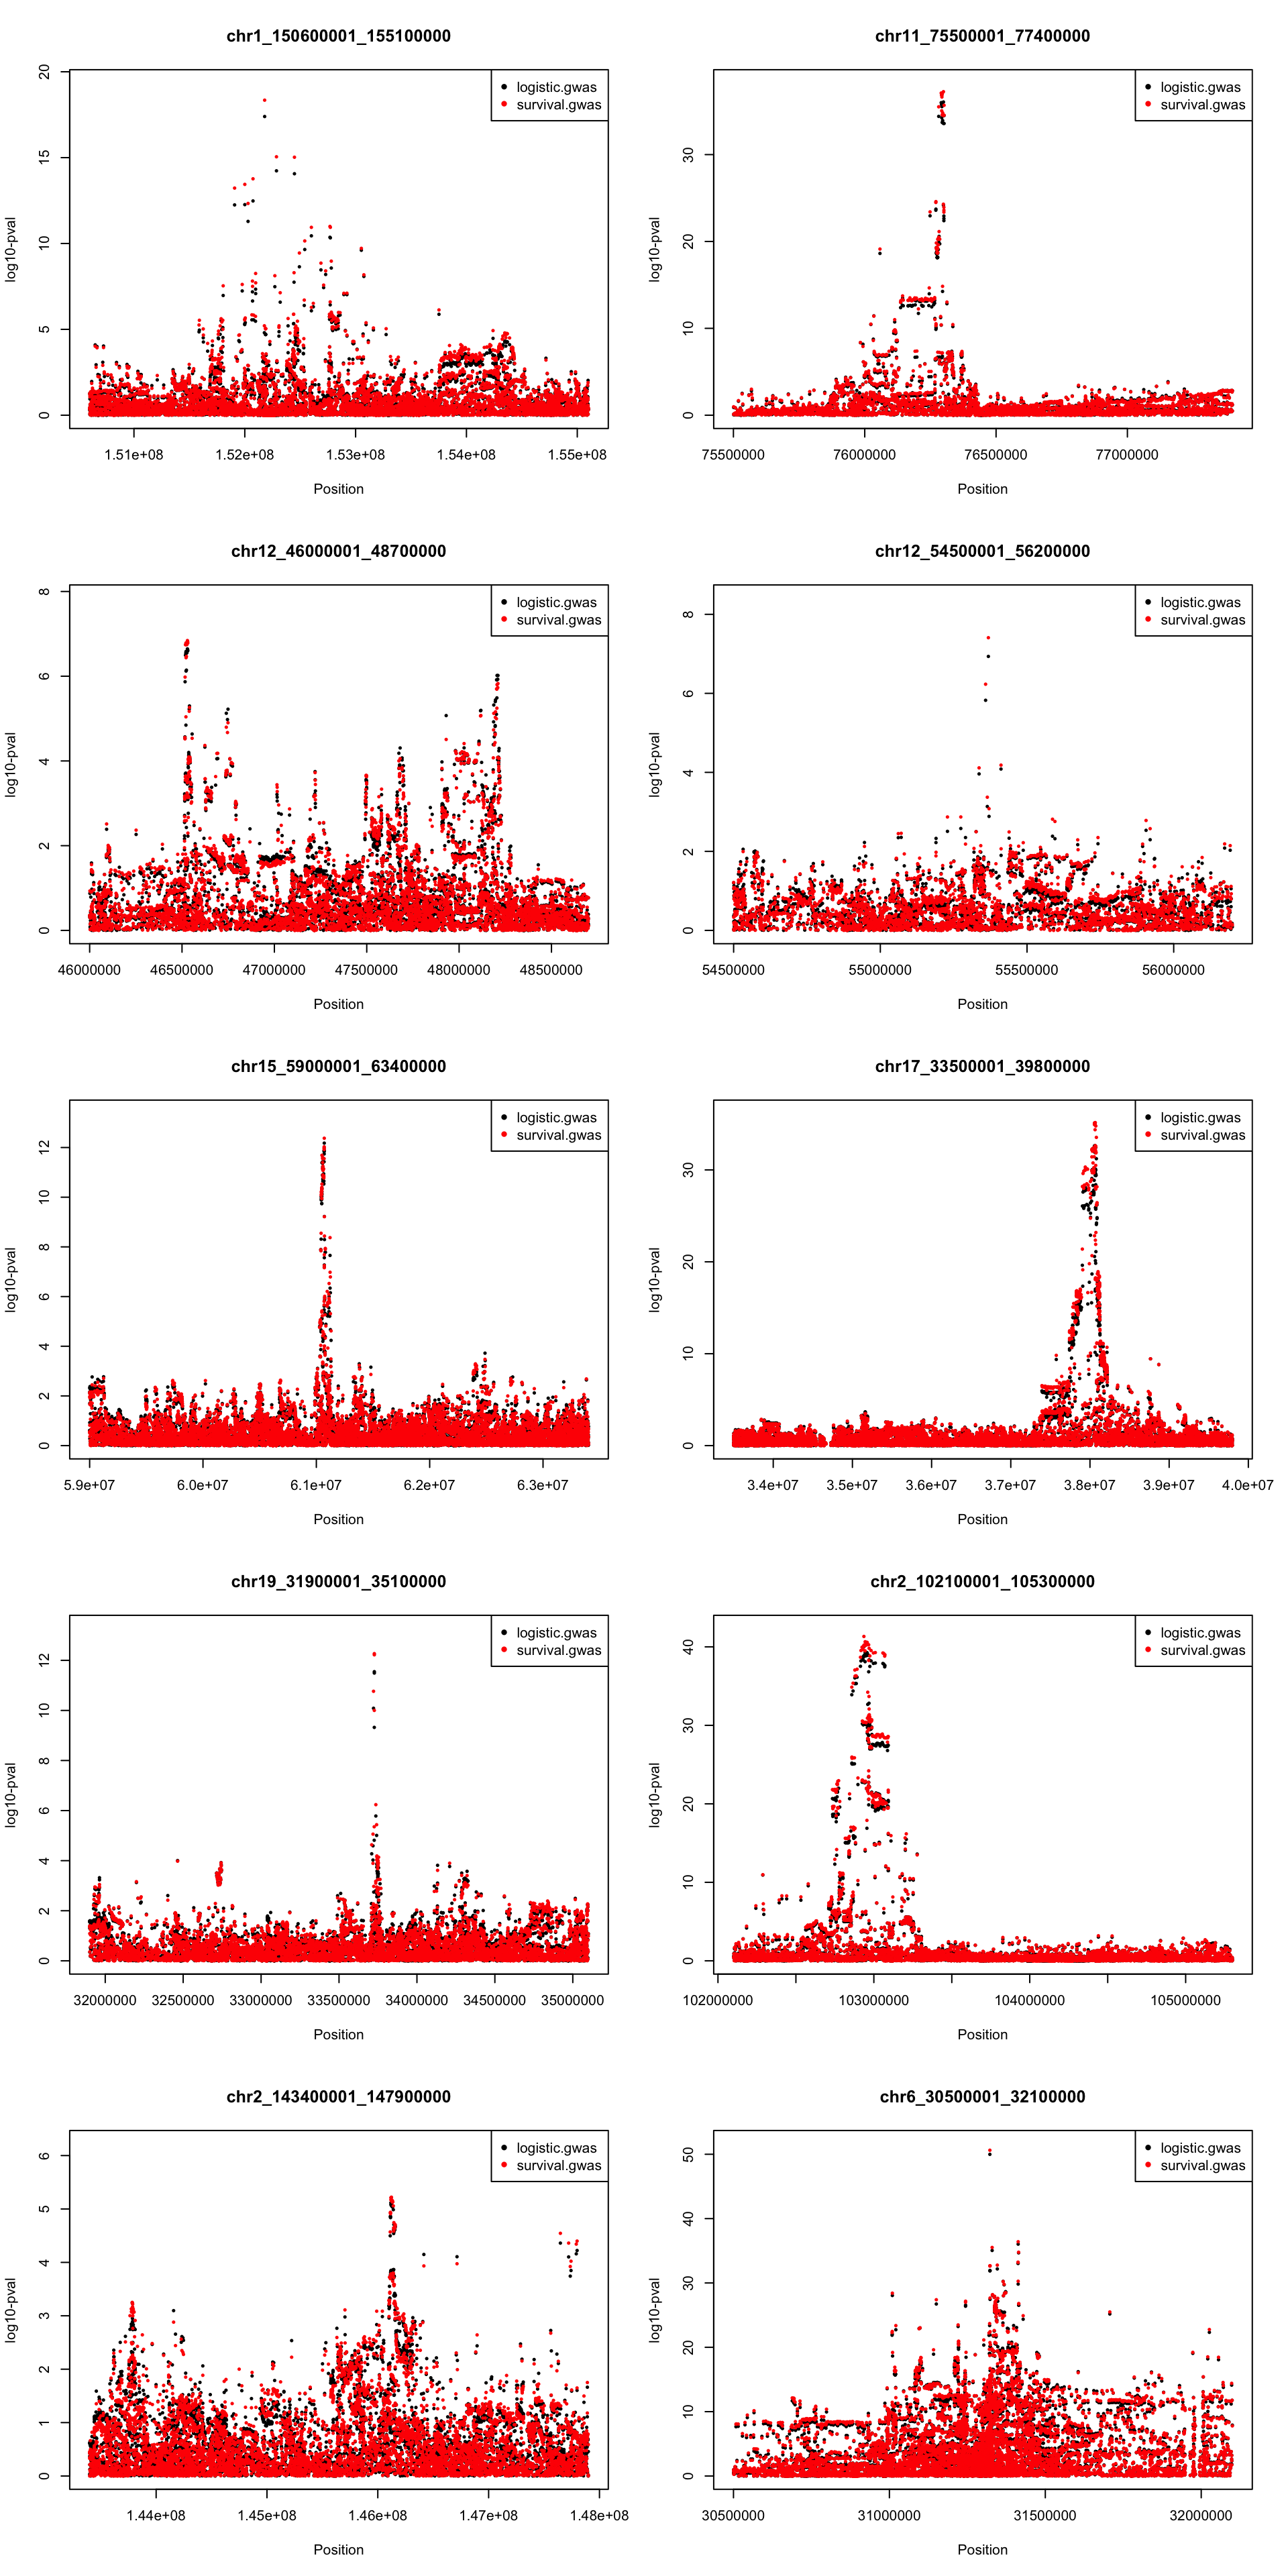 chr1_150600001_155100000
logistic.gwas
survival.gwas
log10-pval
0 5 10 15 20
1.51e+08 1.52e+08 1.53e+08 1.54e+08 1.55e+08
Position
chr11_75500001_77400000
logistic.gwas
survival.gwas
log10-pval
0 10 20 30
75500000 76000000 76500000 77000000
Position
chr12_46000001_48700000
logistic.gwas
survival.gwas
log10-pval
0 2 4 6 8
46000000 46500000 47000000 47500000 48000000 48500000
Position
chr12_54500001_56200000
logistic.gwas
survival.gwas
log10-pval
0 2 4 6 8
54500000 55000000 55500000 56000000
Position
chr15_59000001_63400000
logistic.gwas
survival.gwas
log10-pval
0 2 4 6 8 10 12
5.9e+07 6.0e+07 6.1e+07 6.2e+07 6.3e+07
Position
chr17_33500001_39800000
logistic.gwas
survival.gwas
log10-pval
0 10 20 30
3.4e+07 3.5e+07 3.6e+07 3.7e+07 3.8e+07 3.9e+07 4.0e+07
Position
chr19_31900001_35100000
logistic.gwas
survival.gwas
log10-pval
0 2 4 6 8 10 12
32000000 32500000 33000000 33500000 34000000 34500000 35000000
Position
chr2_102100001_105300000
logistic.gwas
survival.gwas
log10-pval
0 10 20 30 40
102000000 103000000 104000000 105000000
Position
chr2_143400001_147900000
logistic.gwas
survival.gwas
log10-pval
0 1 2 3 4 5 6
1.44e+08 1.45e+08 1.46e+08 1.47e+08 1.48e+08
Position
chr6_30500001_32100000
logistic.gwas
survival.gwas
log10-pval
0 10 20 30 40 50
30500000 31000000 31500000 32000000
Position